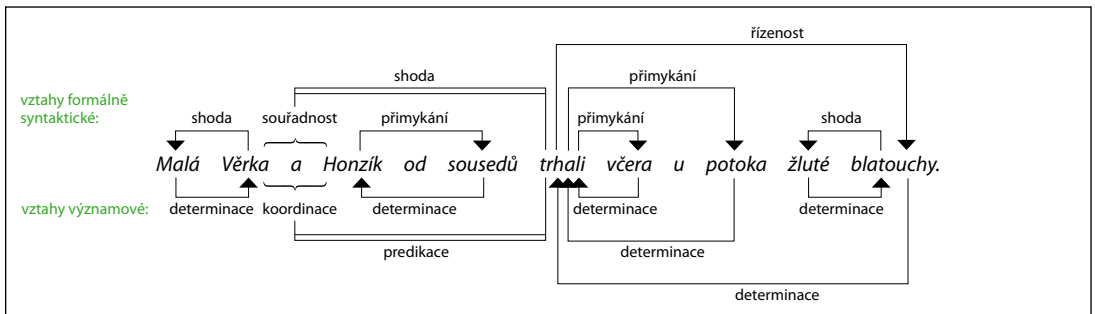 řízenost
shoda přimykání
vztahy formálně
syntaktické:
shoda souřadnost přimykání přimykání shoda
Malá Věrka a Honzík od sousedů trhali včera u potoka žluté blatouchy.
vztahy významové: determinace koordinace determinace determinace determinace
predikace determinace
determinace